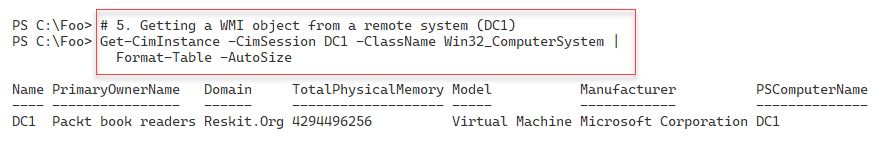 PS C:\Foo> # 5. Getting a WMI object from a remote system (DC1)
PS C:\Foo> Get-CimInstance -CimSession DC1 -ClassName Win32_ComputerSystem |
Format-Table -AutoSize
Name PrimaryOwnerName Domain TotalPhysicalMemory Model Manufacturer PSComputerName
---- ---------------- ------ ------------------- ----- ------------ --------------
DC1 Packt book readers Reskit.Org 4294496256 Virtual Machine Microsoft Corporation DC1